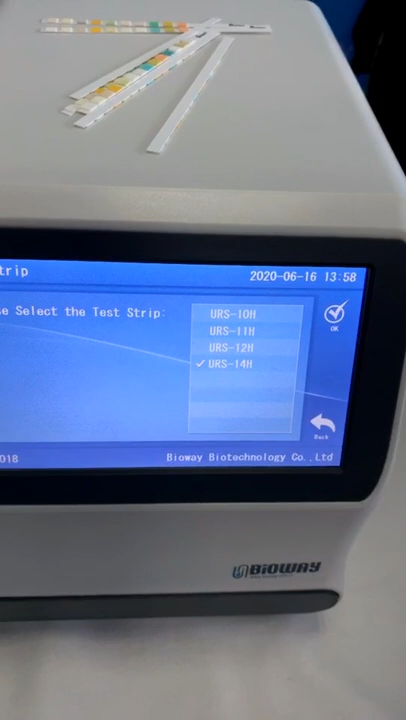 trip
2020-06-16 13:58
e Select the Test Strip:
URS-10H
URS-11H
URS-12H
URS-14H
OK
Back
018
Bioway Biotechnology Co.,Ltd
BIOWAY